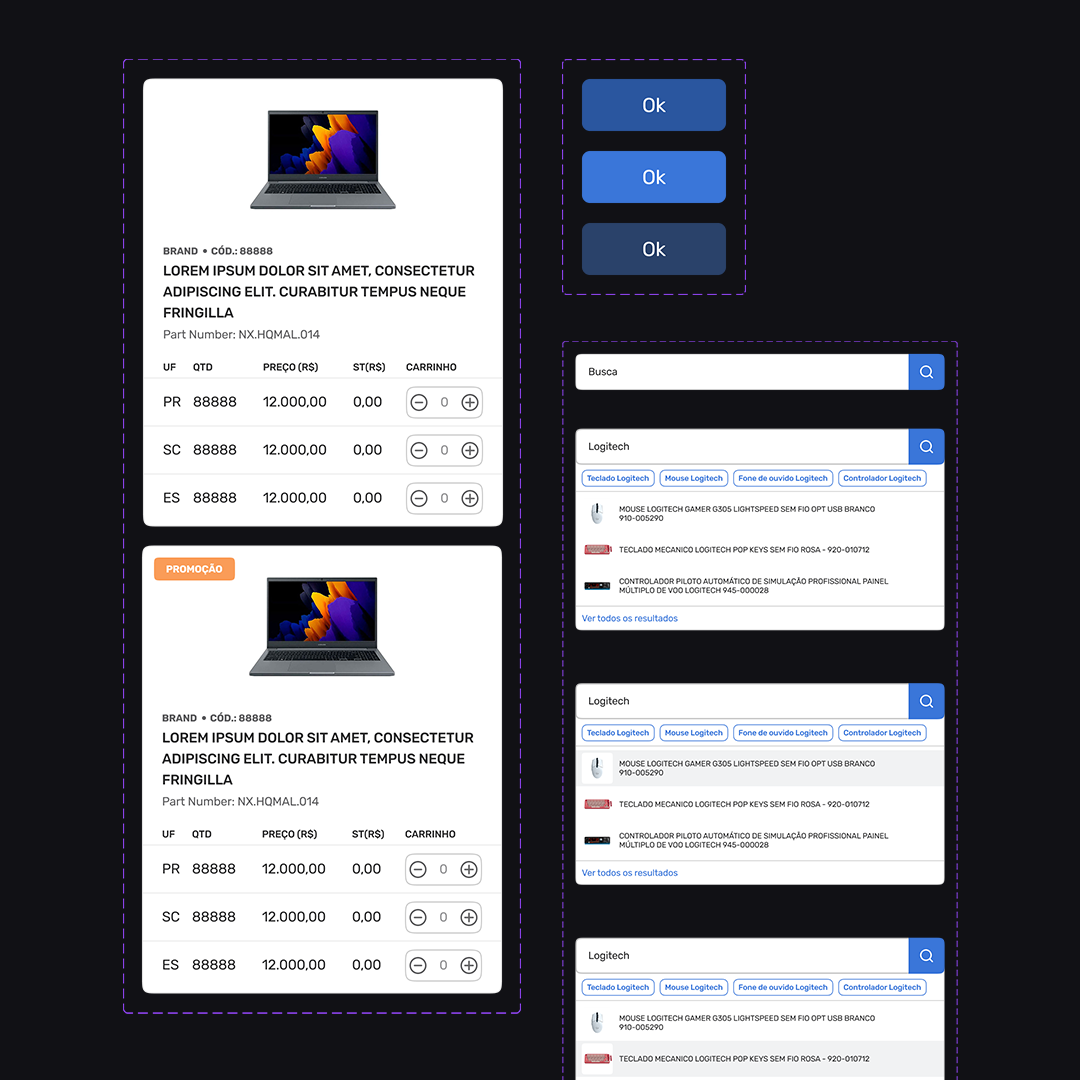 BRAND • CÓD.: 88888
LOREM IPSUM DOLOR SIT AMET, CONSECTETUR
ADIPISCING ELIT. CURABITUR TEMPUS NEQUE
FRINGILLA
Part Number: NX.HQMAL.014
UF QTD PREÇO (R$) ST(R$) CARRINHO
PR 88888 12.000,00 0,00 0
SC 88888 12.000,00 0,00 0
ES 88888 12.000,00 0,00 0
PROMOÇÃO
BRAND • CÓD.: 88888
LOREM IPSUM DOLOR SIT AMET, CONSECTETUR
ADIPISCING ELIT. CURABITUR TEMPUS NEQUE
FRINGILLA
Part Number: NX.HQMAL.014
UF QTD PREÇO (R$) ST(R$) CARRINHO
PR 88888 12.000,00 0,00 0
SC 88888 12.000,00 0,00 0
ES 88888 12.000,00 0,00 0
Ok
Ok
Ok
Busca
Logitech
Teclado Logitech Mouse Logitech Fone de ouvido Logitech Controlador Logitech
MOUSE LOGITECH GAMER G305 LIGHTSPEED SEM FIO OPT USB BRANCO
910-005290
TECLADO MECANICO LOGITECH POP KEYS SEM FIO ROSA - 920-010712
CONTROLADOR PILOTO AUTOMÁTICO DE SIMULAÇÃO PROFISSIONAL PAINEL
MÚLTIPLO DE VOO LOGITECH 945-000028
Ver todos os resultados
Logitech
Teclado Logitech Mouse Logitech Fone de ouvido Logitech Controlador Logitech
MOUSE LOGITECH GAMER G305 LIGHTSPEED SEM FIO OPT USB BRANCO
910-005290
TECLADO MECANICO LOGITECH POP KEYS SEM FIO ROSA - 920-010712
CONTROLADOR PILOTO AUTOMÁTICO DE SIMULAÇÃO PROFISSIONAL PAINEL
MÚLTIPLO DE VOO LOGITECH 945-000028
Ver todos os resultados
Logitech
Teclado Logitech Mouse Logitech Fone de ouvido Logitech Controlador Logitech
MOUSE LOGITECH GAMER G305 LIGHTSPEED SEM FIO OPT USB BRANCO
910-005290
TECLADO MECANICO LOGITECH POP KEYS SEM FIO ROSA - 920-010712